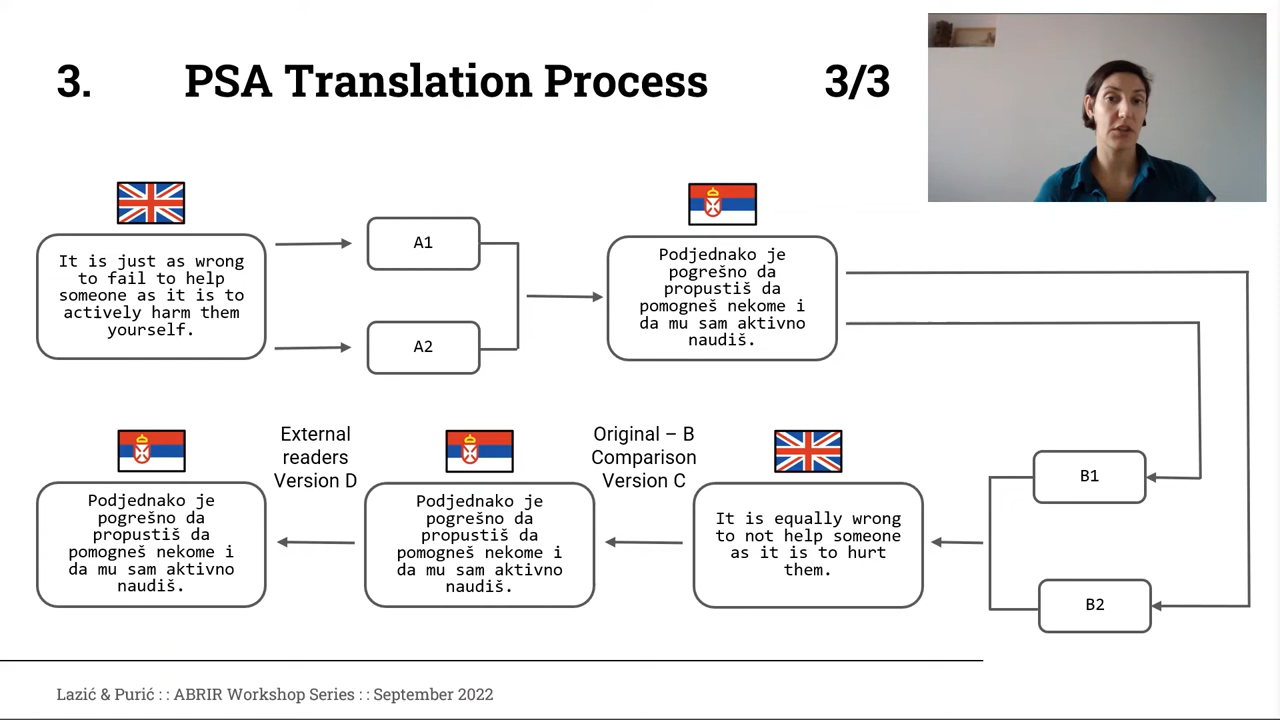 3. PSA Translation Process 3/3
It is just as wrong
to fail to help
someone as it is to
actively harm them
yourself.
A1
A2
Podjednako je
pogrešno da
propustiš da
pomogneš nekome i
da mu sam aktivno
naudiš.
B1
B2
It is equally wrong
to not help someone
as it is to hurt
them.
Original – B
Comparison
Version C
Podjednako je
pogrešno da
propustiš da
pomogneš nekome i
da mu sam aktivno
naudiš.
External
readers
Version D
Podjednako je
pogrešno da
propustiš da
pomogneš nekome i
da mu sam aktivno
naudiš.
Lazić & Purić : : ABRIR Workshop Series : : September 2022